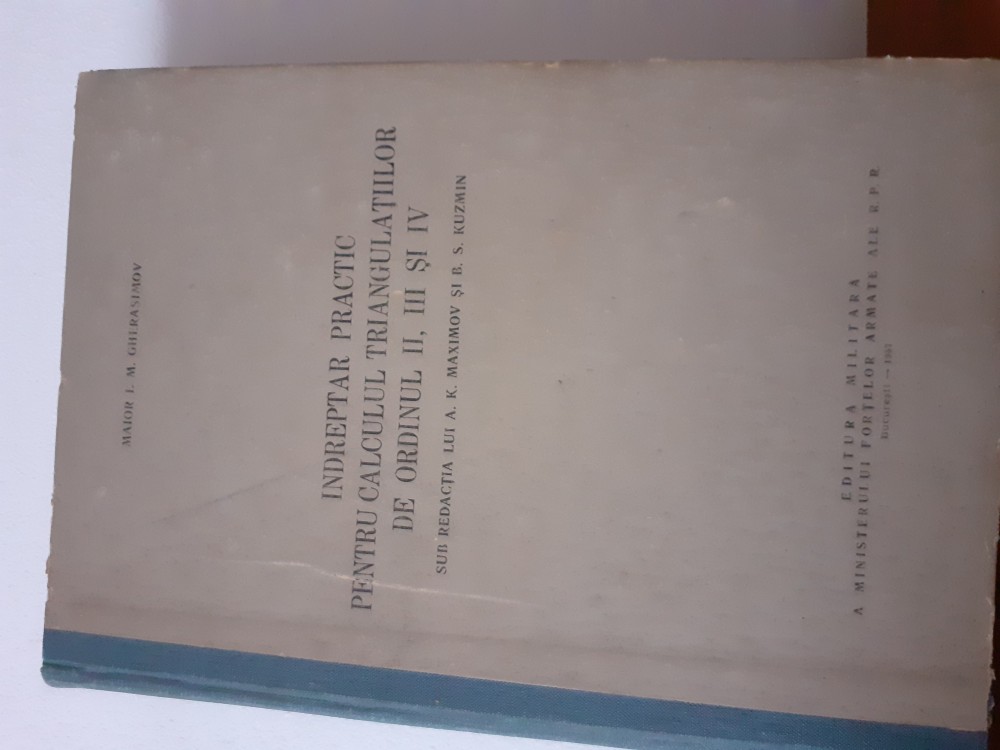 MAIOR I. M. GHERASIMOV
INDREPTAR PRACTIC
PENTRU CALCULUL TRIANGULAȚIILOR
DE ORDINUL II, III ȘI IV
SUB REDACȚIA LUI A. K. MAXIMOV ȘI B. S. KUZMIN
EDITURA MILITARA
A MINISTERULUI FORȚELOR ARMATE ALE R.P.R.
București —